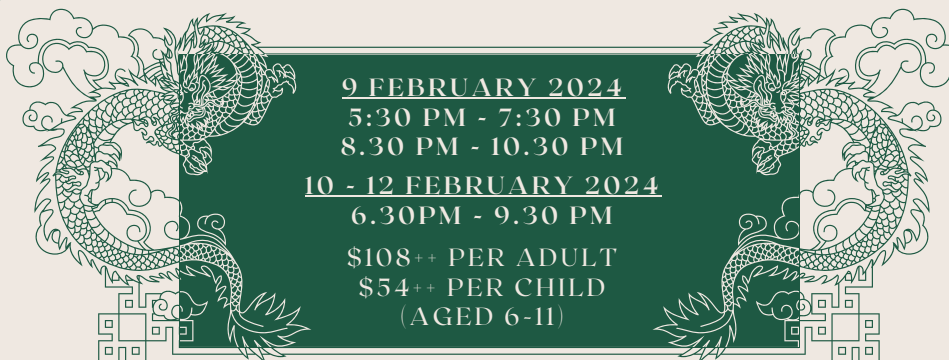 9 FEBRUARY 2024
5:30 PM - 7:30 PM
8.30 PM - 10.30 PM
10 - 12 FEBRUARY 2024
6.30PM - 9.30 PM
$108++ PER ADULT
$54++ PER CHILD
(AGED 6-11)